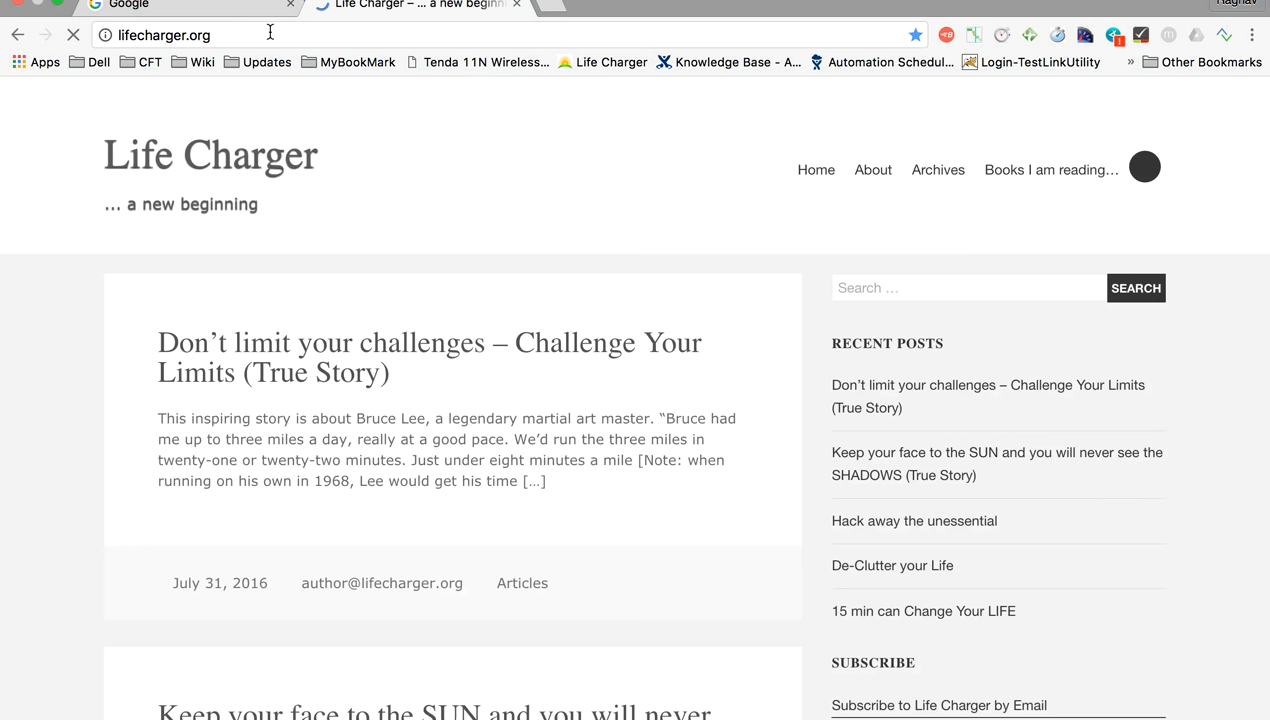 Google
Life Charger – ... a new beginn
Raghav
lifecharger.org
Apps
Dell
CFT
Wiki
Updates
MyBookMark
Tenda 11N Wireless...
Life Charger
Knowledge Base - A...
Automation Schedul...
Login-TestLinkUtility
»
Other Bookmarks
Life Charger
... a new beginning
Home
About
Archives
Books I am reading…
Search …
SEARCH
Don’t limit your challenges – Challenge Your
Limits (True Story)
This inspiring story is about Bruce Lee, a legendary martial art master. “Bruce had
me up to three miles a day, really at a good pace. We’d run the three miles in
twenty-one or twenty-two minutes. Just under eight minutes a mile [Note: when
running on his own in 1968, Lee would get his time […]
July 31, 2016
author@lifecharger.org
Articles
Keep your face to the SUN and you will never
RECENT POSTS
Don’t limit your challenges – Challenge Your Limits
(True Story)
Keep your face to the SUN and you will never see the
SHADOWS (True Story)
Hack away the unessential
De-Clutter your Life
15 min can Change Your LIFE
SUBSCRIBE
Subscribe to Life Charger by Email